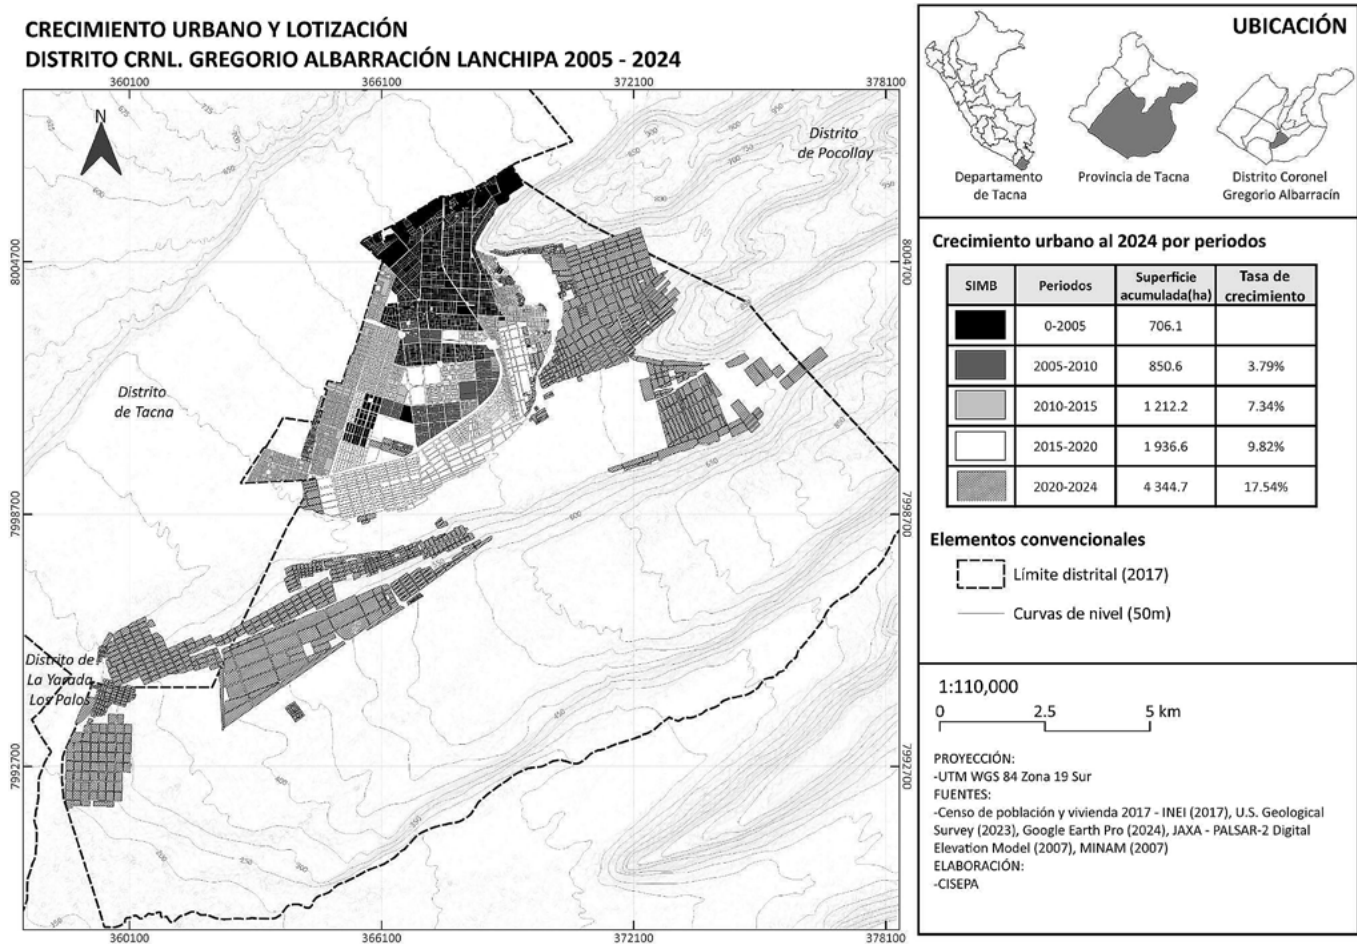 CRECIMIENTO URBANO Y LOTIZACIÓN
DISTRITO CRNL. GREGORIO ALBARRACÍN LANCHIPA 2005 - 2024
360100 366100 372100 378100
N
Distrito
de Pocollay
8004700 8004700
Distrito
de Tacna
7998700 7998700
Distrito de
La Yarada
Los Palos
7992700 7992700
360100 366100 372100 378100
UBICACIÓN
Departamento
de Tacna
Provincia de Tacna
Distrito Coronel
Gregorio Albarracín
Crecimiento urbano al 2024 por periodos
SIMB Periodos Superficie acumulada(ha) Tasa de crecimiento
0-2005 706.1
2005-2010 850.6 3.79%
2010-2015 1 212.2 7.34%
2015-2020 1 936.6 9.82%
2020-2024 4 344.7 17.54%
Elementos convencionales
Límite distrital (2017)
Curvas de nivel (50m)
1:110,000
0 2.5 5 km
PROYECCIÓN:
-UTM WGS 84 Zona 19 Sur
FUENTES:
-Censo de población y vivienda 2017 - INEI (2017), U.S. Geological
Survey (2023), Google Earth Pro (2024), JAXA - PALSAR-2 Digital
Elevation Model (2007), MINAM (2007)
ELABORACIÓN:
-CISEPA